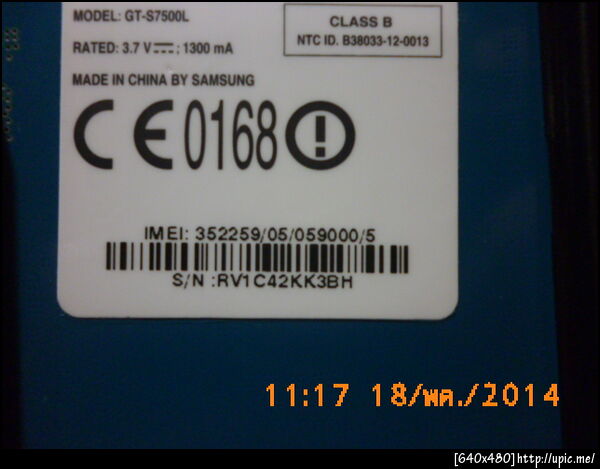 MODEL: GT-S7500L
CLASS B
NTC ID. B38033-12-0013
RATED: 3.7 V⎓; 1300 mA
MADE IN CHINA BY SAMSUNG
CE0168
IMEI: 352259/05/059000/5
S/N :RV1C42KK3BH
11:17 18/พค./2014
[640x480]http://upic.me/